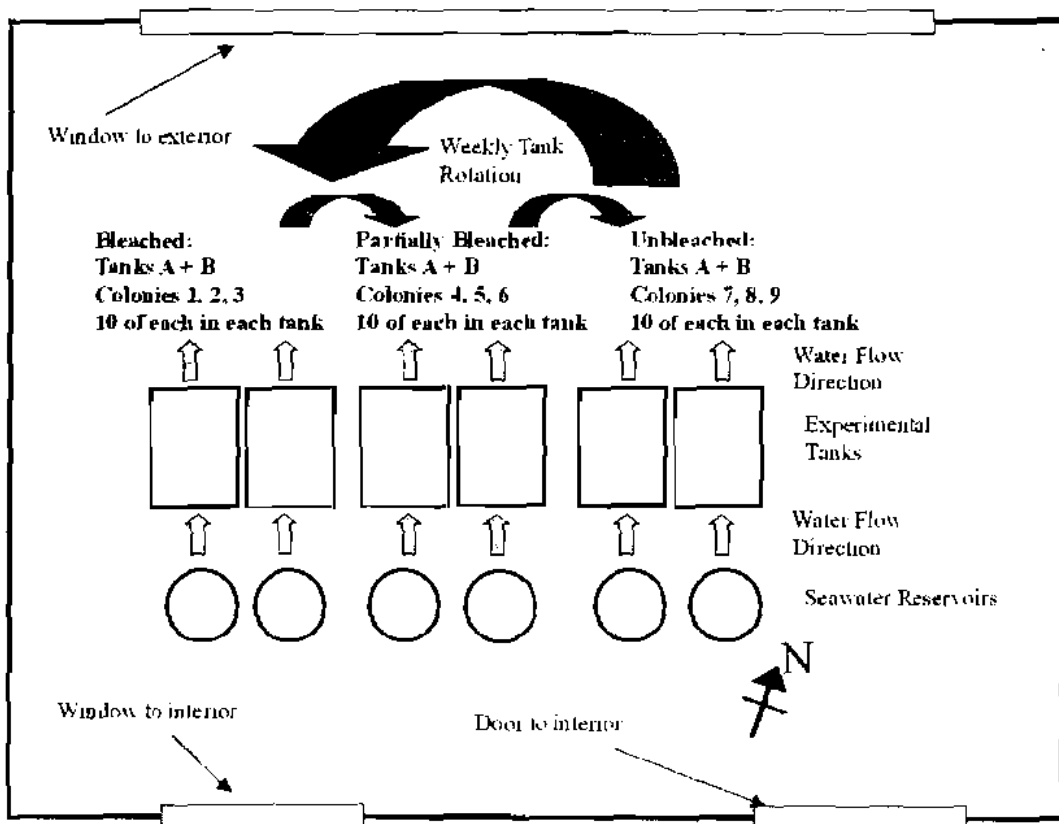 Window to exterior
Weekly Tank
Rotation
Bleached:
Tanks A + B
Colonies 1, 2, 3
10 of each in each tank
Partially Bleached:
Tanks A + B
Colonies 4, 5, 6
10 of each in each tank
Unbleached:
Tanks A + B
Colonies 7, 8, 9
10 of each in each tank
Water Flow
Direction
Experimental
Tanks
Water Flow
Direction
Seawater Reservoirs
N
Window to interior
Door to interior